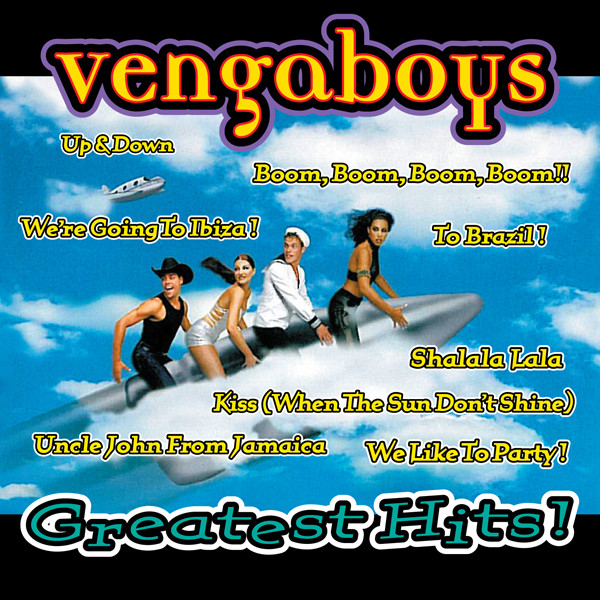 vengaboys
Up & Down
Boom, Boom, Boom, Boom!!
We're Going To Ibiza!
To Brazil!
Shalala Lala
Kiss (When The Sun Don't Shine)
Uncle John From Jamaica
We Like To Party!
Greatest Hits!